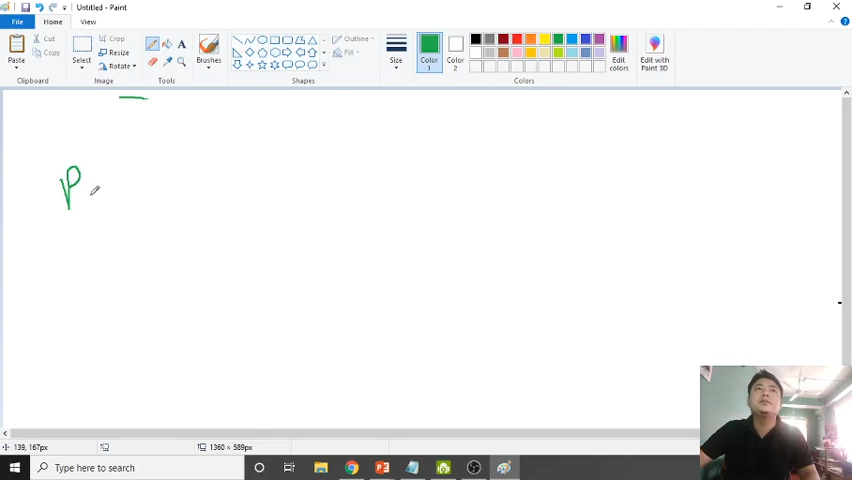 Untitled - Paint
File Home View
Paste
Cut
Copy
Clipboard
Select
Crop
Resize
Rotate
Image
A
Tools
Brushes
Outline
Fill
Shapes
Size
Color 1
Color 2
Edit colors
Edit with Paint 3D
Colors
P
139, 167px
1360 × 589px
Type here to search